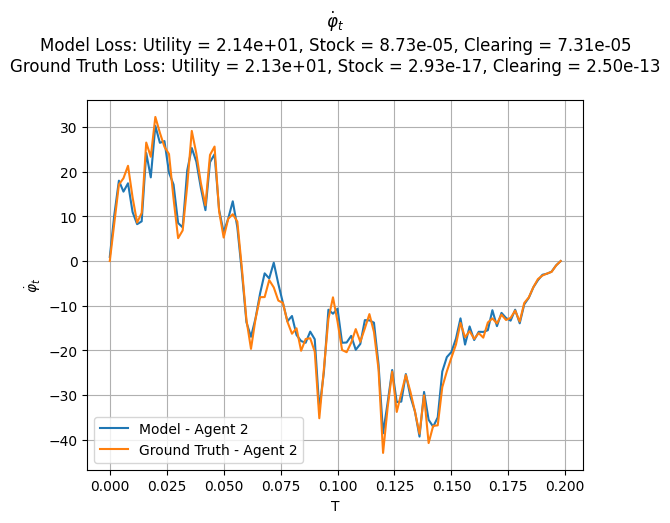 φ̇ₜ
Model Loss: Utility = 2.14e+01, Stock = 8.73e-05, Clearing = 7.31e-05
Ground Truth Loss: Utility = 2.13e+01, Stock = 2.93e-17, Clearing = 2.50e-13
30
20
10
0
−10
−20
−30
−40
φ̇ₜ
Model - Agent 2
Ground Truth - Agent 2
0.000 0.025 0.050 0.075 0.100 0.125 0.150 0.175 0.200
T